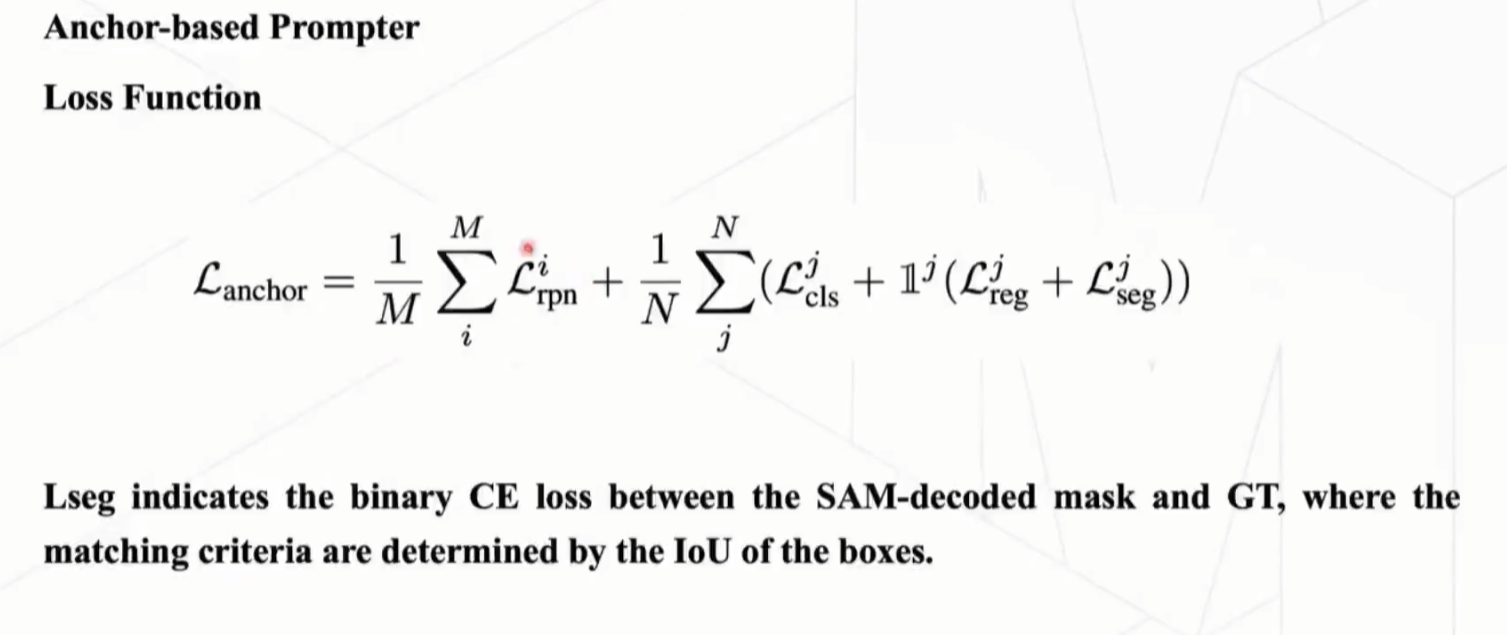 Anchor-based Prompter
Loss Function
$\mathcal{L}_{\text{anchor}} = \frac{1}{M} \sum_{i}^{M} \mathcal{L}_{\text{rpn}}^{i} + \frac{1}{N} \sum_{j}^{N} (\mathcal{L}_{\text{cls}}^{j} + \mathbb{1}^{j} (\mathcal{L}_{\text{reg}}^{j} + \mathcal{L}_{\text{seg}}^{j}))$
Lseg indicates the binary CE loss between the SAM-decoded mask and GT, where the
matching criteria are determined by the IoU of the boxes.